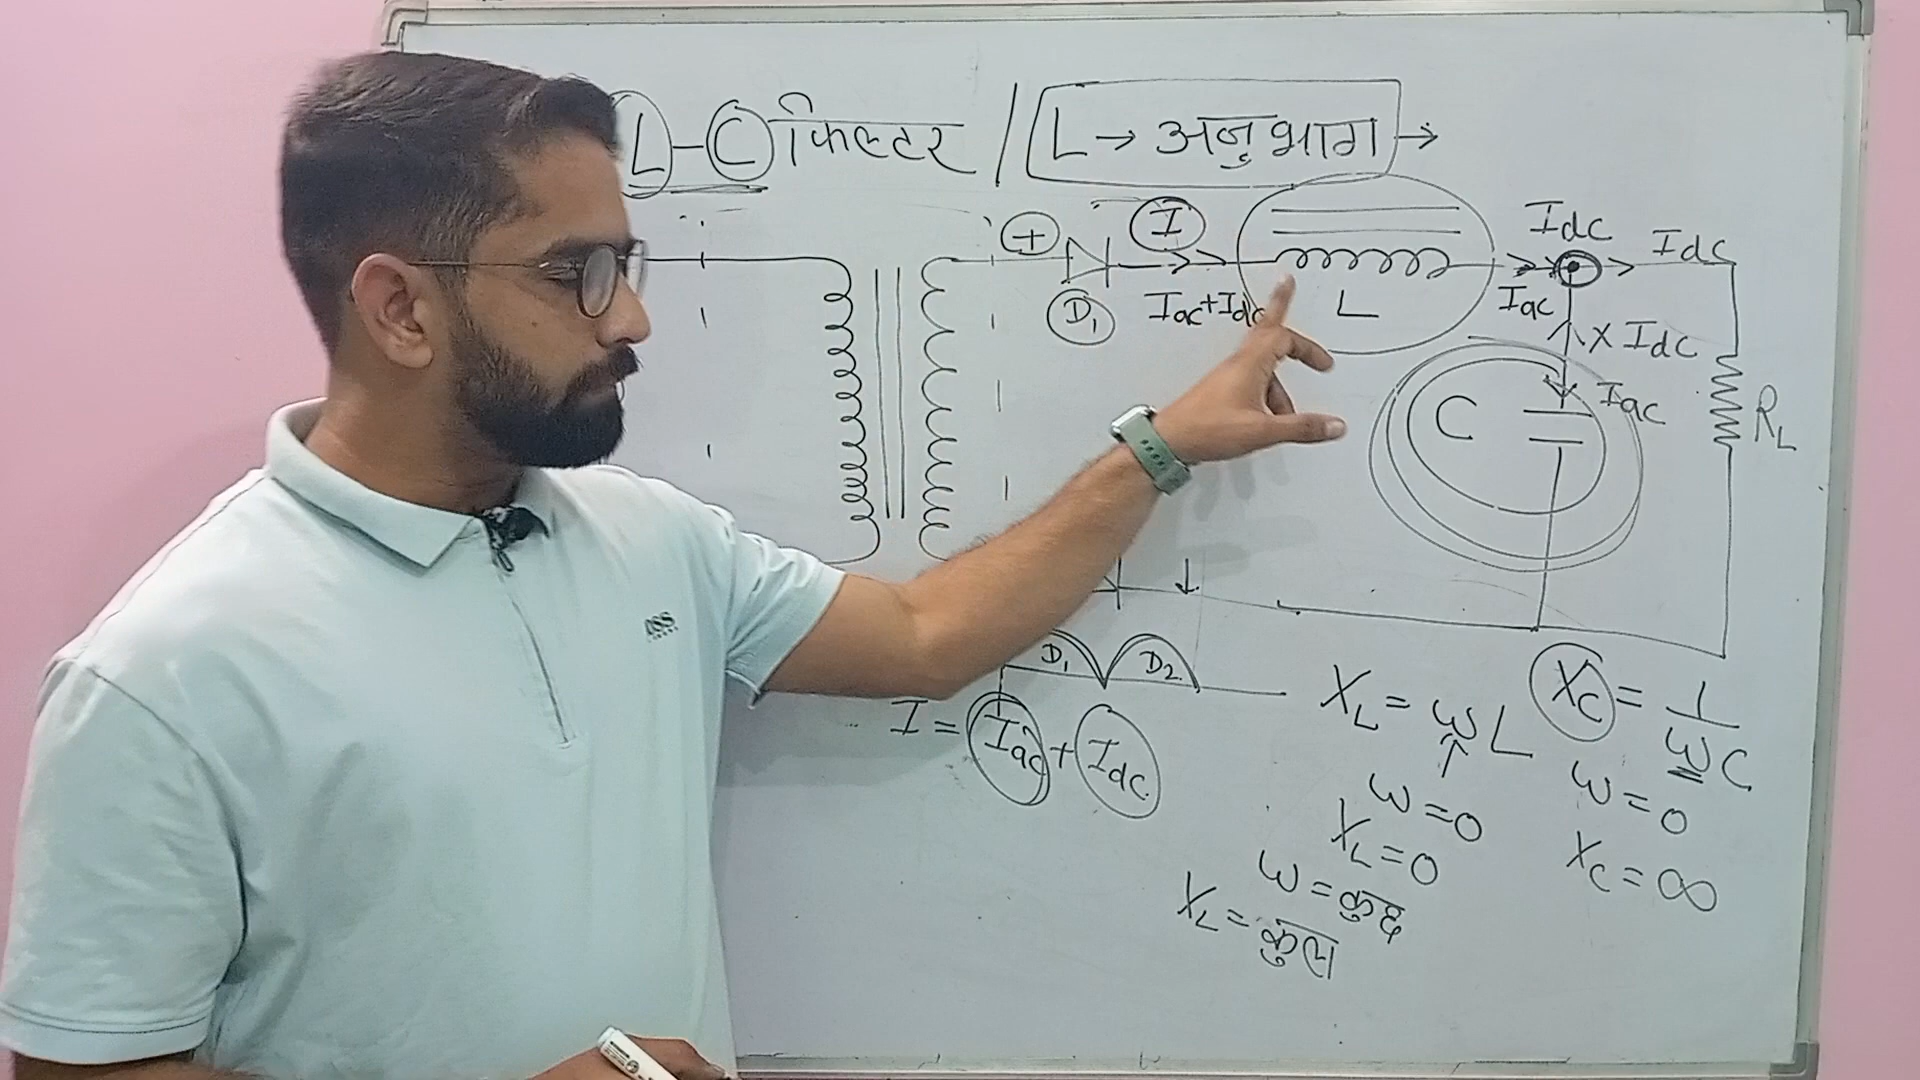 L-C फिल्टर / L → अनुभाग →
+ I Idc Idc
D₁ Iac+Idc L Iac
X Idc
C Iac RL
D₁ D₂
I = Iac + Idc
XL = ωL XC = 1/ωC
ω = 0 ω = 0
XL = 0 XC = ∞
ω = कुछ
XL = कुछ